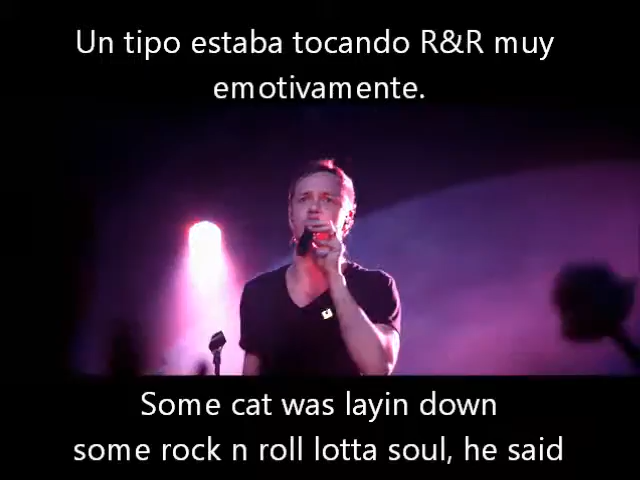 Un tipo estaba tocando R&R muy
emotivamente.
Some cat was layin down
some rock n roll lotta soul, he said